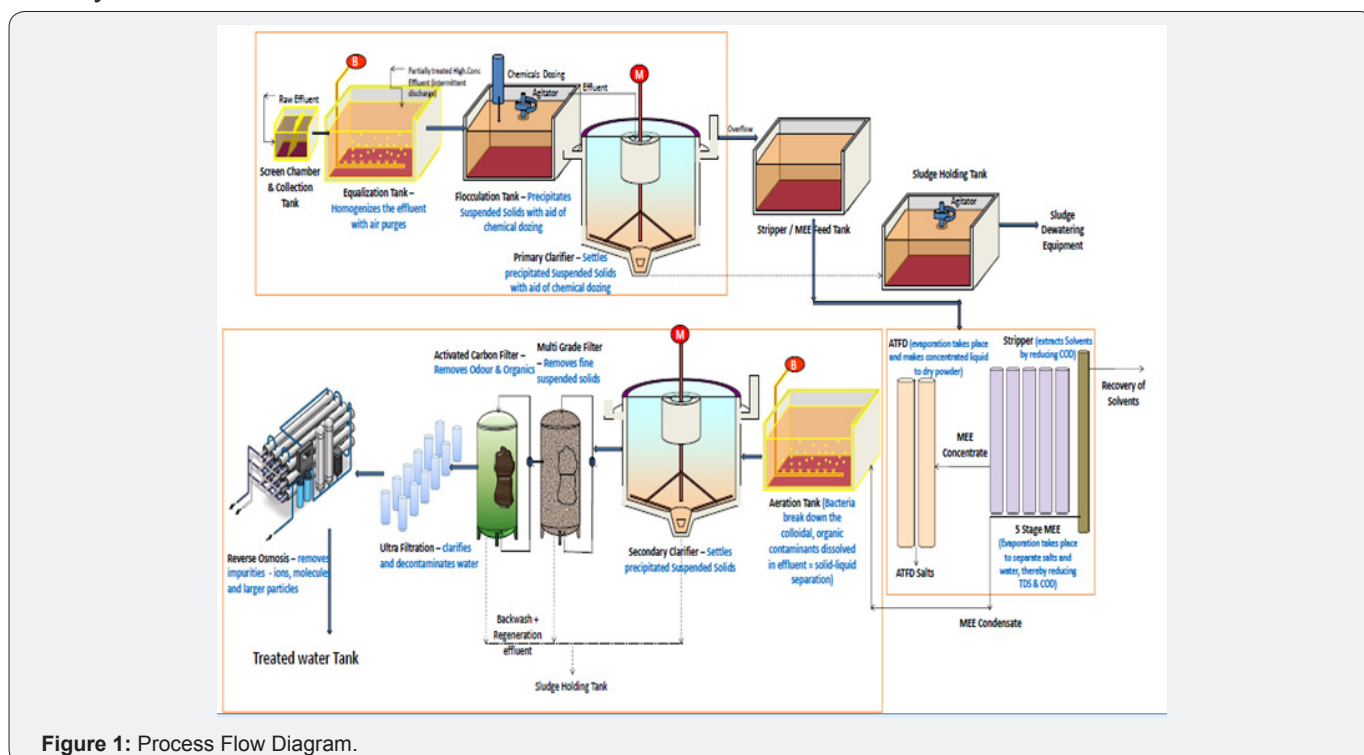 B
Partially treated High.Conc
Effluent (intermittent
discharge)
Raw Effluent
Screen Chamber
& Collection
Tank
Equalization Tank –
Homogenizes the effluent
with air purges
Chemicals Dosing
Agitator
Effluent
Flocculation Tank – Precipitates
Suspended Solids with aid of
chemical dozing
M
Primary Clarifier – Settles
precipitated Suspended Solids
with aid of chemical dozing
Overflow
Stripper / MEE Feed Tank
Sludge Holding Tank
Agitator
Sludge
Dewatering
Equipment
ATFD (evaporation takes place
and makes concentrated liquid
to dry powder)
Stripper (extracts Solvents
by reducing COD)
Recovery of
Solvents
MEE
Concentrate
5 Stage MEE
(Evaporation takes place
to separate salts and
water, thereby reducing
TDS & COD)
ATFD Salts
MEE Condensate
B
Aeration Tank (Bacteria
break down the
colloidal, organic
contaminants dissolved
in effluent = solid-liquid
separation)
M
Secondary Clarifier – Settles
precipitated Suspended Solids
Multi Grade Filter
– Removes fine
suspended solids
Activated Carbon Filter –
Removes Odour & Organics
Ultra Filtration – clarifies
and decontaminates water
Reverse Osmosis – removes
impurities - ions, molecules
and larger particles
Backwash +
Regeneration
effluent
Sludge Holding Tank
Treated water Tank
Figure 1: Process Flow Diagram.